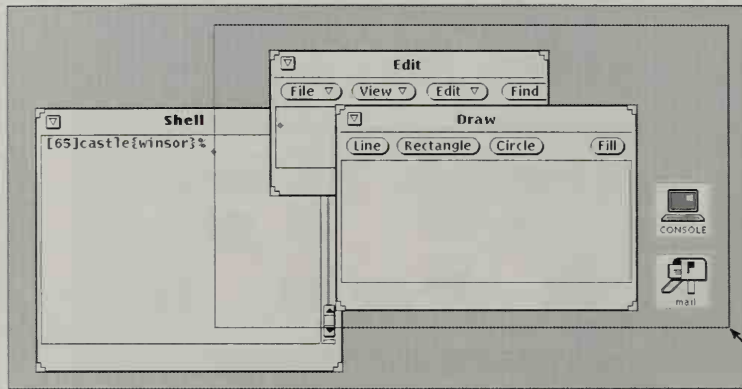 Edit
File View Edit Find
Shell
[65]castle{winsor}%
Draw
Line Rectangle Circle Fill
CONSOLE
mail